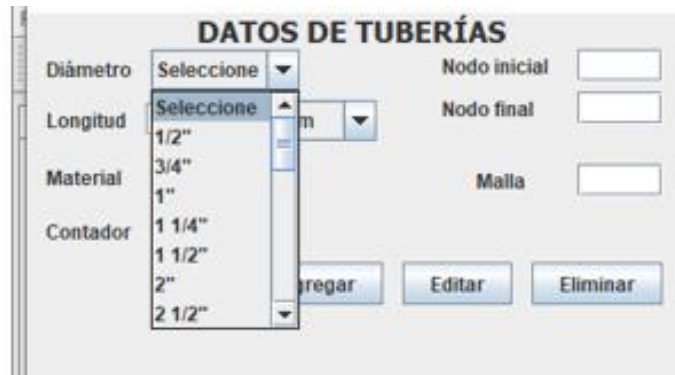 DATOS DE TUBERÍAS
Diámetro Seleccione Nodo inicial
Seleccione
Longitud m Nodo final
1/2"
3/4"
Material Malla
1"
1 1/4"
Contador
1 1/2"
2" Editar Eliminar
2 1/2"